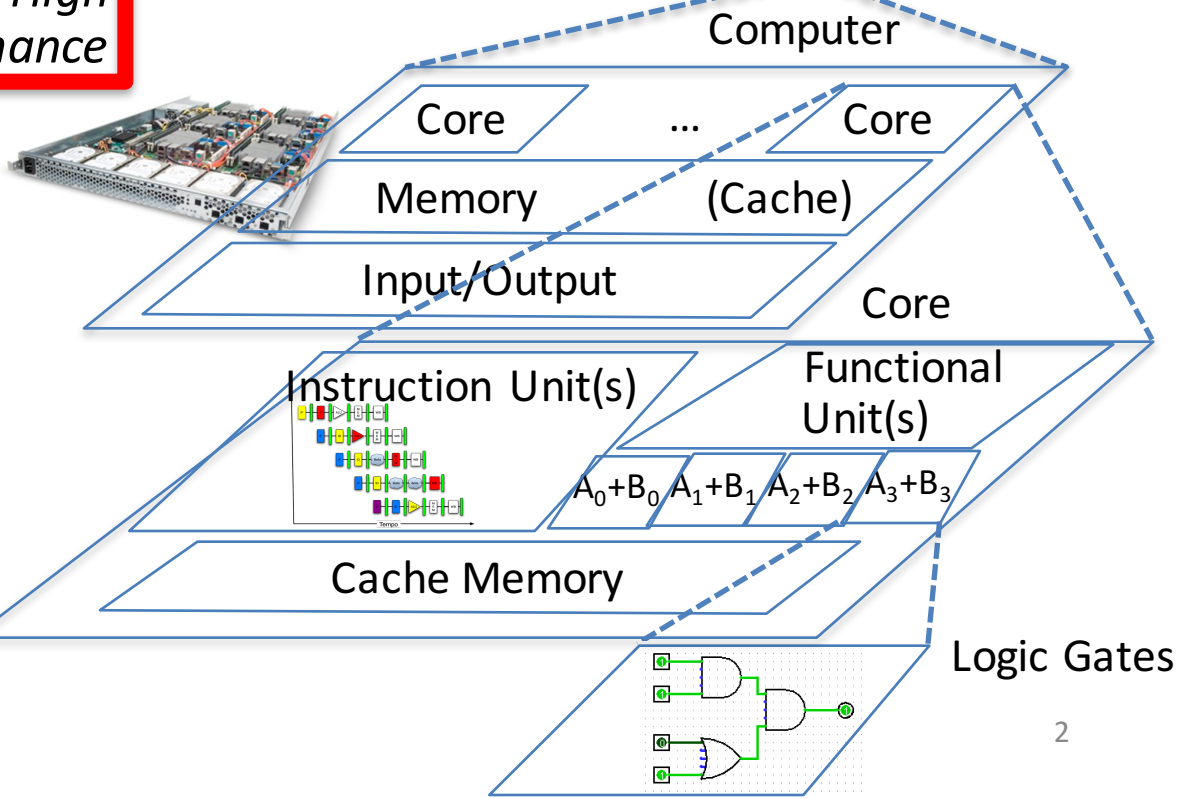 High
mance
Computer
Core ... Core
Memory (Cache)
Input/Output
Core
Instruction Unit(s)
Functional
Unit(s)
A₀+B₀ A₁+B₁ A₂+B₂ A₃+B₃
Tempo
Cache Memory
Logic Gates
2